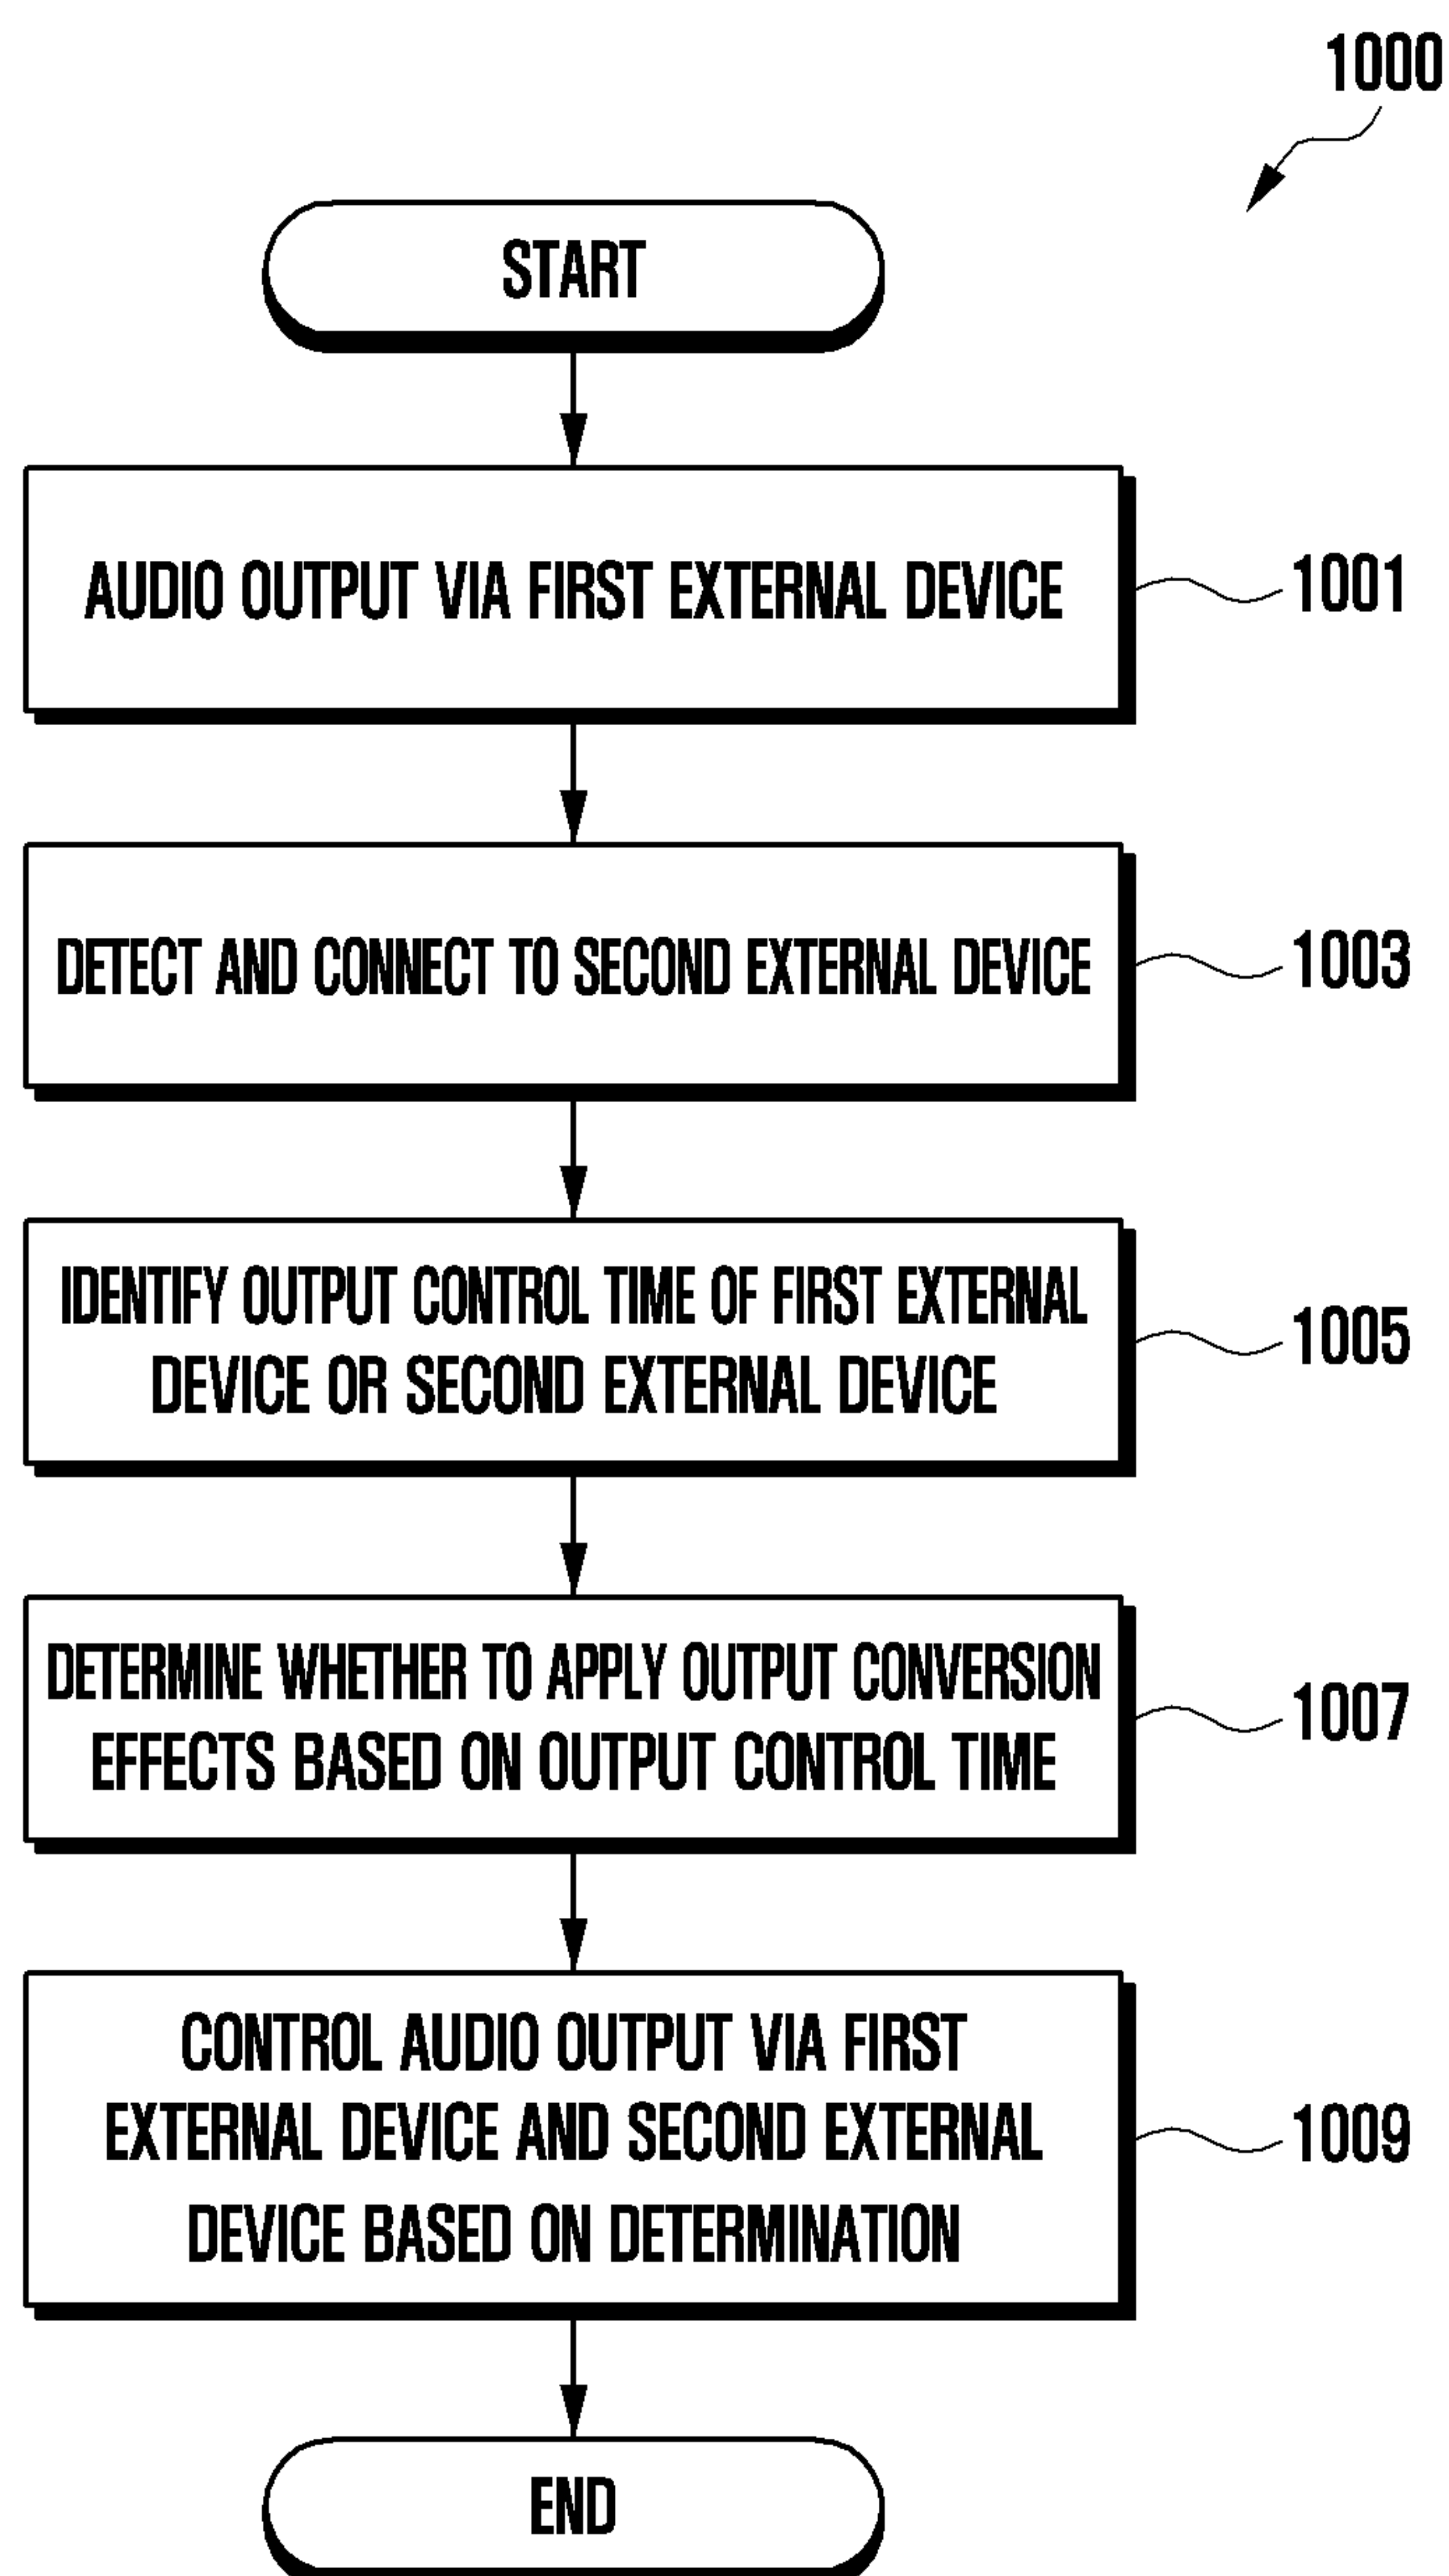 1000
START
AUDIO OUTPUT VIA FIRST EXTERNAL DEVICE
1001
DETECT AND CONNECT TO SECOND EXTERNAL DEVICE
1003
IDENTIFY OUTPUT CONTROL TIME OF FIRST EXTERNAL
DEVICE OR SECOND EXTERNAL DEVICE
1005
DETERMINE WHETHER TO APPLY OUTPUT CONVERSION
EFFECTS BASED ON OUTPUT CONTROL TIME
1007
CONTROL AUDIO OUTPUT VIA FIRST
EXTERNAL DEVICE AND SECOND EXTERNAL
DEVICE BASED ON DETERMINATION
1009
END